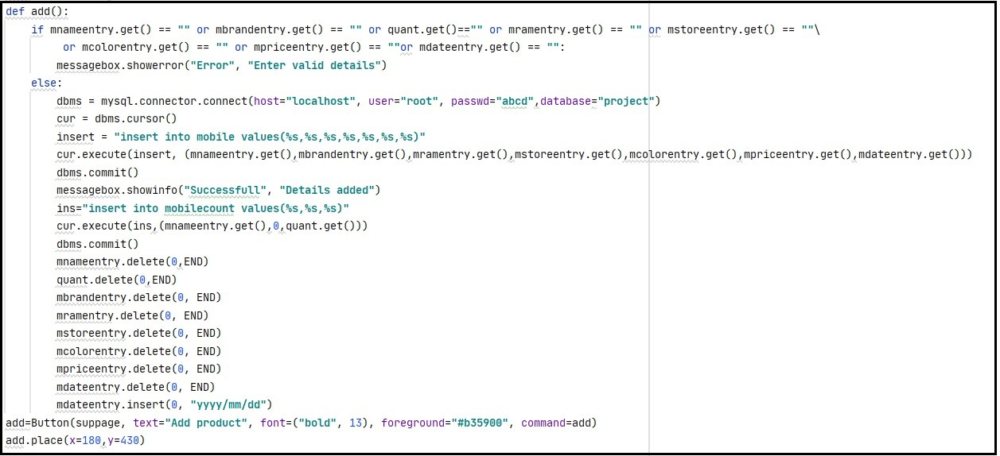 def add():
    if mnameentry.get() == "" or mbrandentry.get() == "" or quant.get()=="" or mramentry.get() == "" or mstoreentry.get() == ""\
         or mcolorentry.get() == "" or mpriceentry.get() == ""or mdateentry.get() == "":
        messagebox.showerror("Error", "Enter valid details")
    else:
        dbms = mysql.connector.connect(host="localhost", user="root", passwd="abcd",database="project")
        cur = dbms.cursor()
        insert = "insert into mobile values(%s,%s,%s,%s,%s,%s,%s)"
        cur.execute(insert, (mnameentry.get(),mbrandentry.get(),mramentry.get(),mstoreentry.get(),mcolorentry.get(),mpriceentry.get(),mdateentry.get()))
        dbms.commit()
        messagebox.showinfo("Successfull", "Details added")
        ins="insert into mobilecount values(%s,%s,%s)"
        cur.execute(ins,(mnameentry.get(),0,quant.get()))
        dbms.commit()
        mnameentry.delete(0,END)
        quant.delete(0,END)
        mbrandentry.delete(0, END)
        mramentry.delete(0, END)
        mstoreentry.delete(0, END)
        mcolorentry.delete(0, END)
        mpriceentry.delete(0, END)
        mdateentry.delete(0, END)
        mdateentry.insert(0, "yyyy/mm/dd")
add=Button(suppage, text="Add product", font=("bold", 13), foreground="#b35900", command=add)
add.place(x=180,y=430)